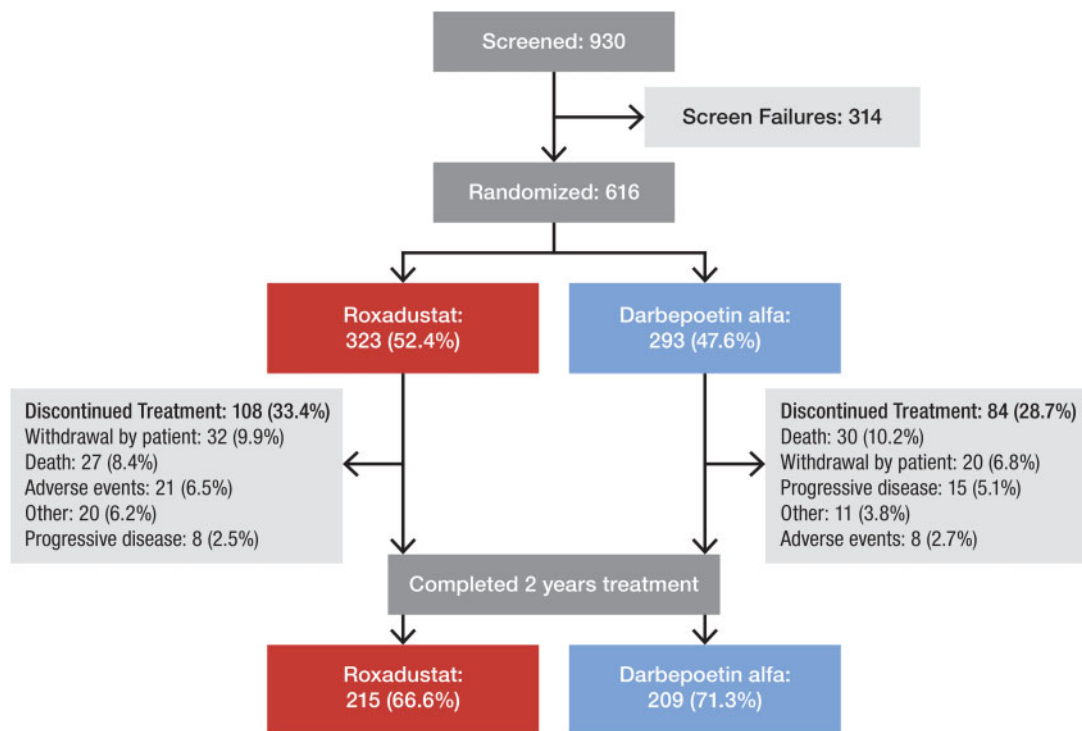 Screened: 930
Screen Failures: 314
Randomized: 616
Roxadustat:
323 (52.4%)
Darbepoetin alfa:
293 (47.6%)
Discontinued Treatment: 108 (33.4%)
Withdrawal by patient: 32 (9.9%)
Death: 27 (8.4%)
Adverse events: 21 (6.5%)
Other: 20 (6.2%)
Progressive disease: 8 (2.5%)
Discontinued Treatment: 84 (28.7%)
Death: 30 (10.2%)
Withdrawal by patient: 20 (6.8%)
Progressive disease: 15 (5.1%)
Other: 11 (3.8%)
Adverse events: 8 (2.7%)
Completed 2 years treatment
Roxadustat:
215 (66.6%)
Darbepoetin alfa:
209 (71.3%)